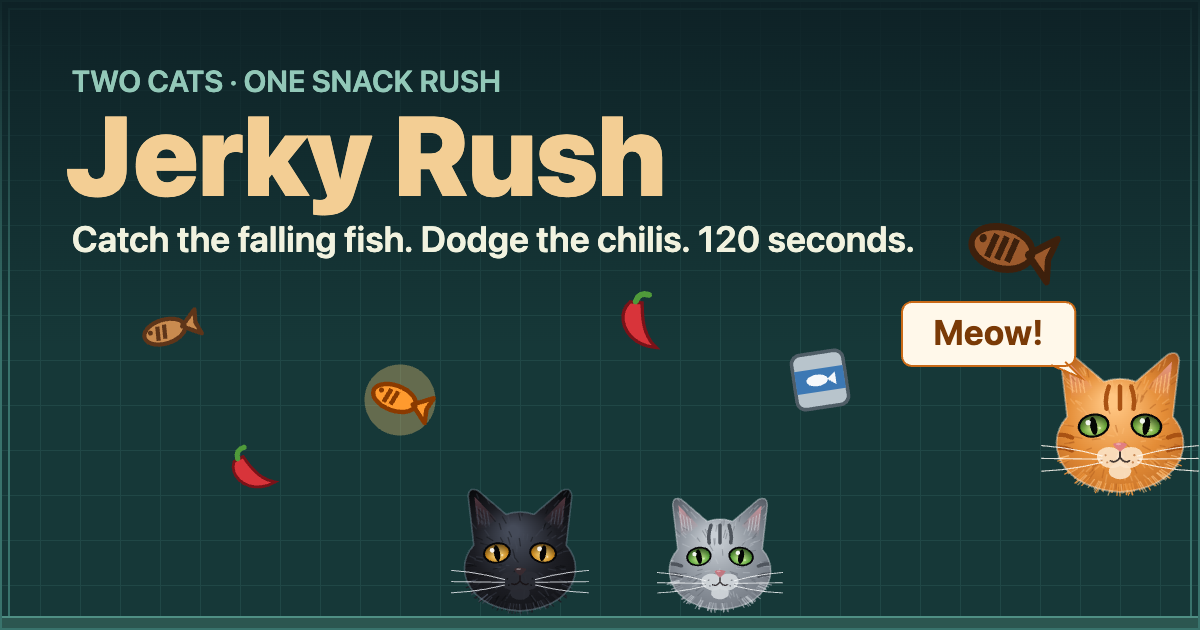 TWO CATS · ONE SNACK RUSH
Jerky Rush
Catch the falling fish. Dodge the chilis. 120 seconds.
Meow!